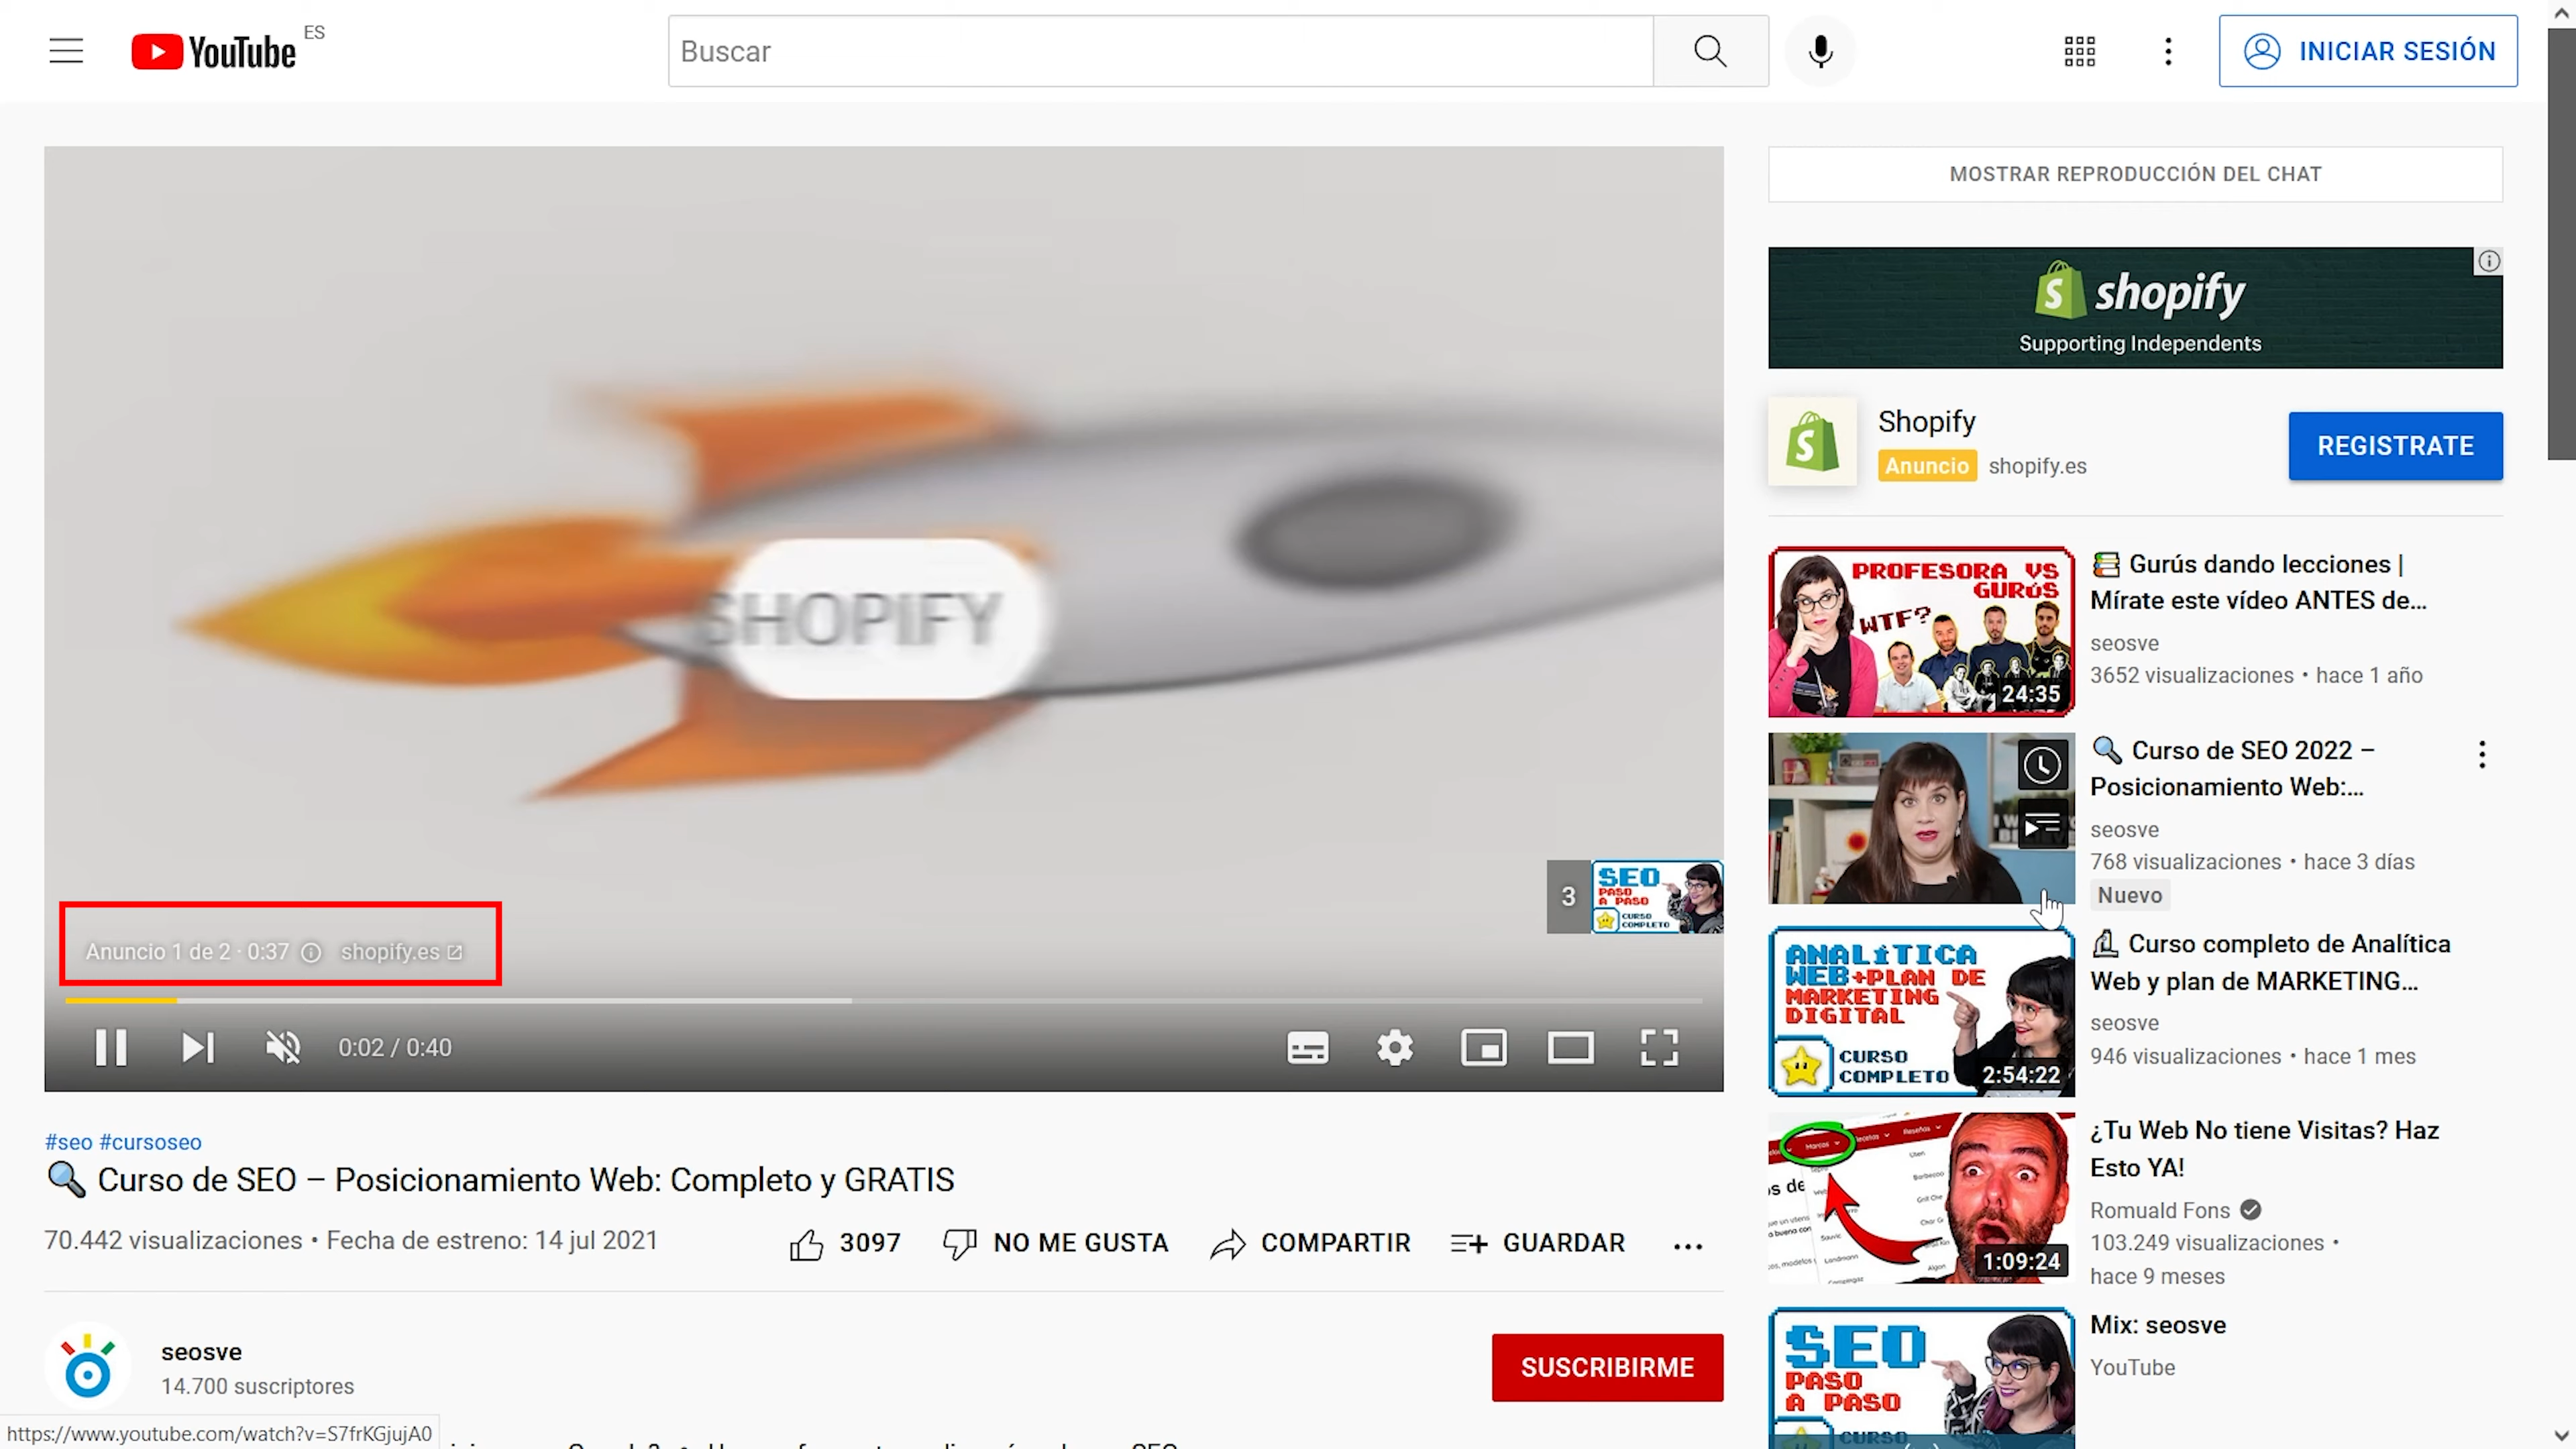 YouTube ES
Buscar
INICIAR SESIÓN
SHOPIFY
3
SEO
PASO
A PASO
CURSO
COMPLETO
Anuncio 1 de 2 · 0:37 shopify.es
0:02 / 0:40
#seo #cursoseo
Curso de SEO – Posicionamiento Web: Completo y GRATIS
70.442 visualizaciones • Fecha de estreno: 14 jul 2021
3097 NO ME GUSTA COMPARTIR GUARDAR
seosve
14.700 suscriptores
SUSCRIBIRME
https://www.youtube.com/watch?v=S7frKGjujA0
MOSTRAR REPRODUCCIÓN DEL CHAT
shopify
Supporting Independents
Shopify
Anuncio shopify.es
REGISTRATE
PROFESORA VS
GURúS
WTF?
24:35
Gurús dando lecciones |
Mírate este vídeo ANTES de...
seosve
3652 visualizaciones • hace 1 año
Curso de SEO 2022 –
Posicionamiento Web:...
seosve
768 visualizaciones • hace 3 días
Nuevo
ANALíTICA
WEB+PLAN DE
MARKETING
DIGITAL
CURSO
COMPLETO
2:54:22
Curso completo de Analítica
Web y plan de MARKETING...
seosve
946 visualizaciones • hace 1 mes
Marcas
Recetas
Reseñas
1:09:24
¿Tu Web No tiene Visitas? Haz
Esto YA!
Romuald Fons
103.249 visualizaciones •
hace 9 meses
SEO
PASO
A PASO
CURSO
Mix: seosve
YouTube